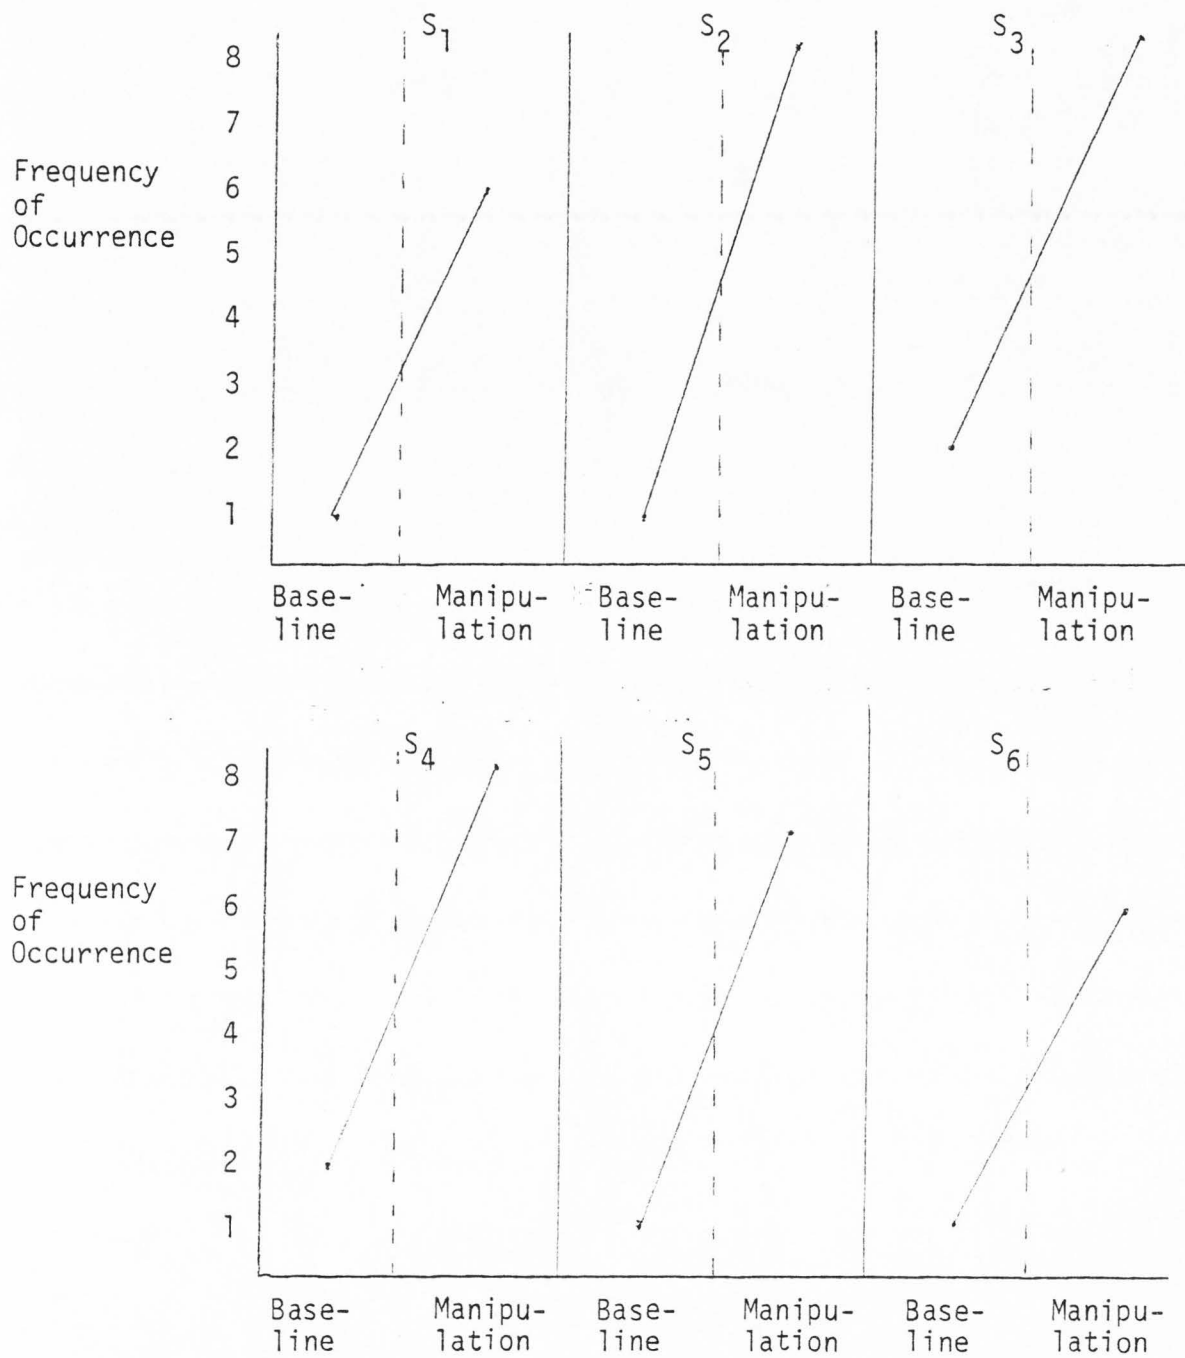 S1 S2 S3
8
7
6
5
4
3
2
1
Frequency
of
Occurrence
Base- Manipu- Base- Manipu- Base- Manipu-
line lation line lation line lation
S4 S5 S6
8
7
6
5
4
3
2
1
Frequency
of
Occurrence
Base- Manipu- Base- Manipu- Base- Manipu-
line lation line lation line lation